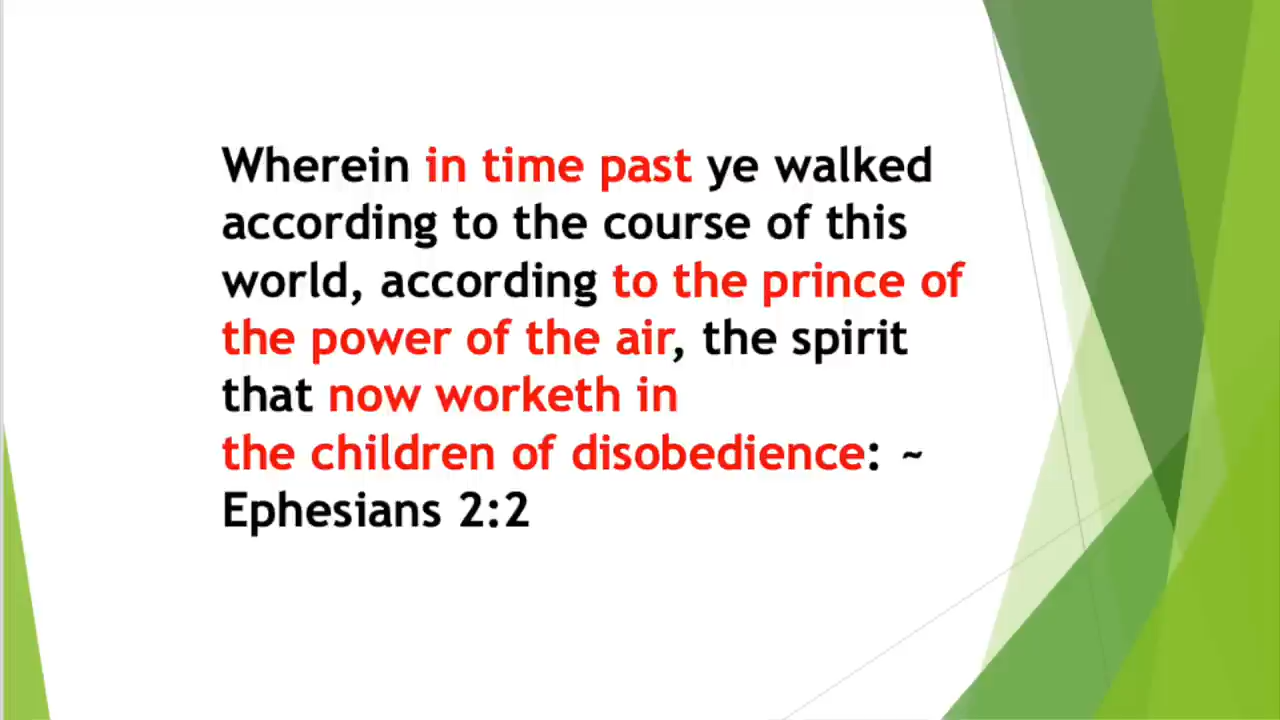 Wherein in time past ye walked
according to the course of this
world, according to the prince of
the power of the air, the spirit
that now worketh in
the children of disobedience: ~
Ephesians 2:2